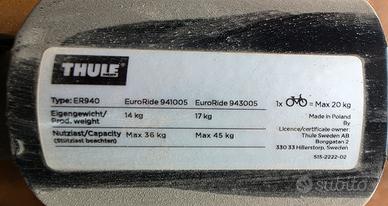 THULE
Type: ER940 EuroRide 941005 EuroRide 943005 1x = Max 20 kg
Eigengewicht/ 14 kg 17 kg
Prod. weight
Nutzlast/Capacity Max 36 kg Max 45 kg
(Stützlast beachten)
Made in Poland
By
Licence/certificate owner:
Thule Sweden AB
Borggatan 2
330 33 Hillerstorp, Sweden
513-2222-02
subito